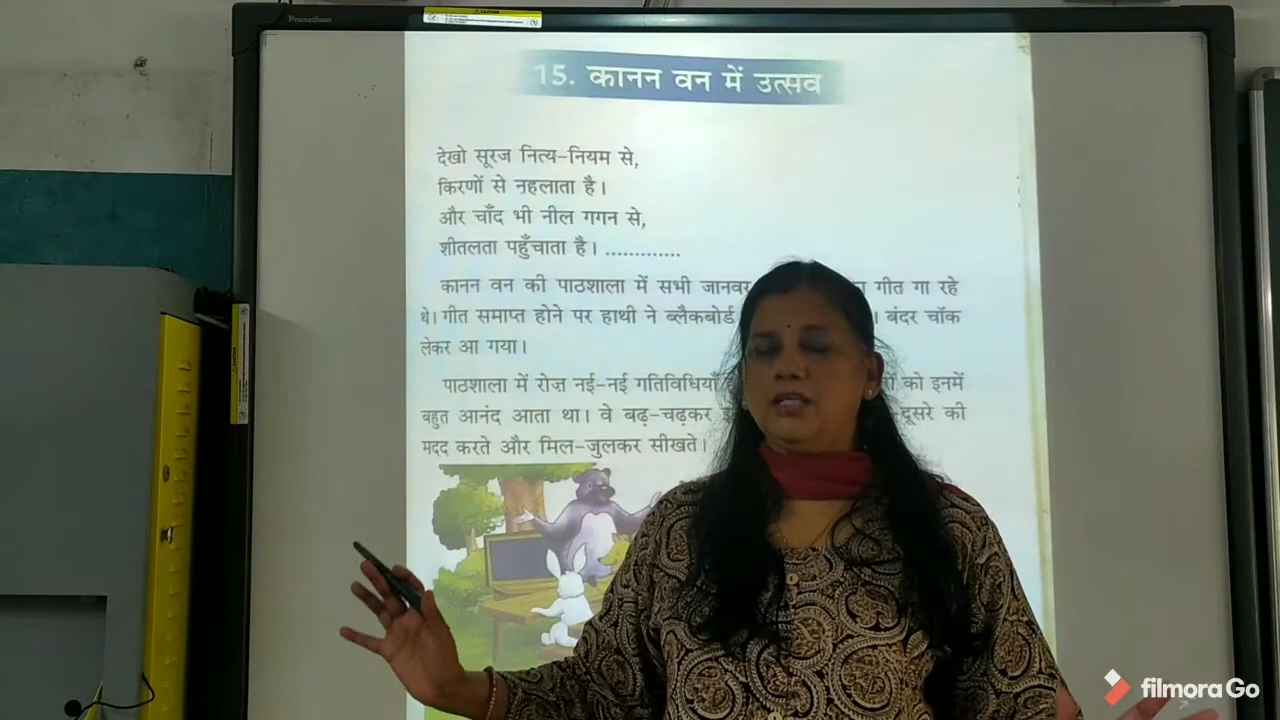 Promethean
CAUTION
15. कानन वन में उत्सव
देखो सूरज नित्य-नियम से,
किरणों से नहलाता है।
और चाँद भी नील गगन से,
शीतलता पहुँचाता है। .............
कानन वन की पाठशाला में सभी जानवर गीत गा रहे
थे। गीत समाप्त होने पर हाथी ने ब्लैकबोर्ड । बंदर चॉक
लेकर आ गया।
पाठशाला में रोज़ नई-नई गतिविधियाँ को इनमें
बहुत आनंद आता था। वे बढ़-चढ़कर दूसरे की
मदद करते और मिल-जुलकर सीखते।
filmora Go